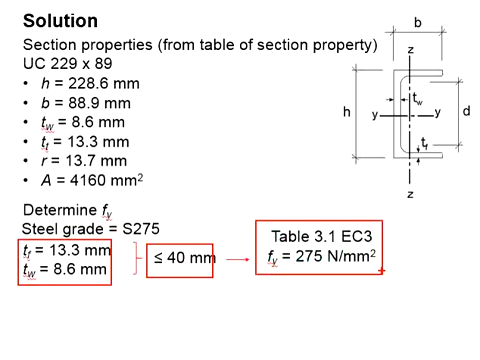 Solution
Section properties (from table of section property)
UC 229 x 89
• h = 228.6 mm
• b = 88.9 mm
• tw = 8.6 mm
• tf = 13.3 mm
• r = 13.7 mm
• A = 4160 mm²
b
z
h
tw
y
y
d
tf
z
Determine fy
Steel grade = S275
tf = 13.3 mm
tw = 8.6 mm
≤ 40 mm
Table 3.1 EC3
fy = 275 N/mm²